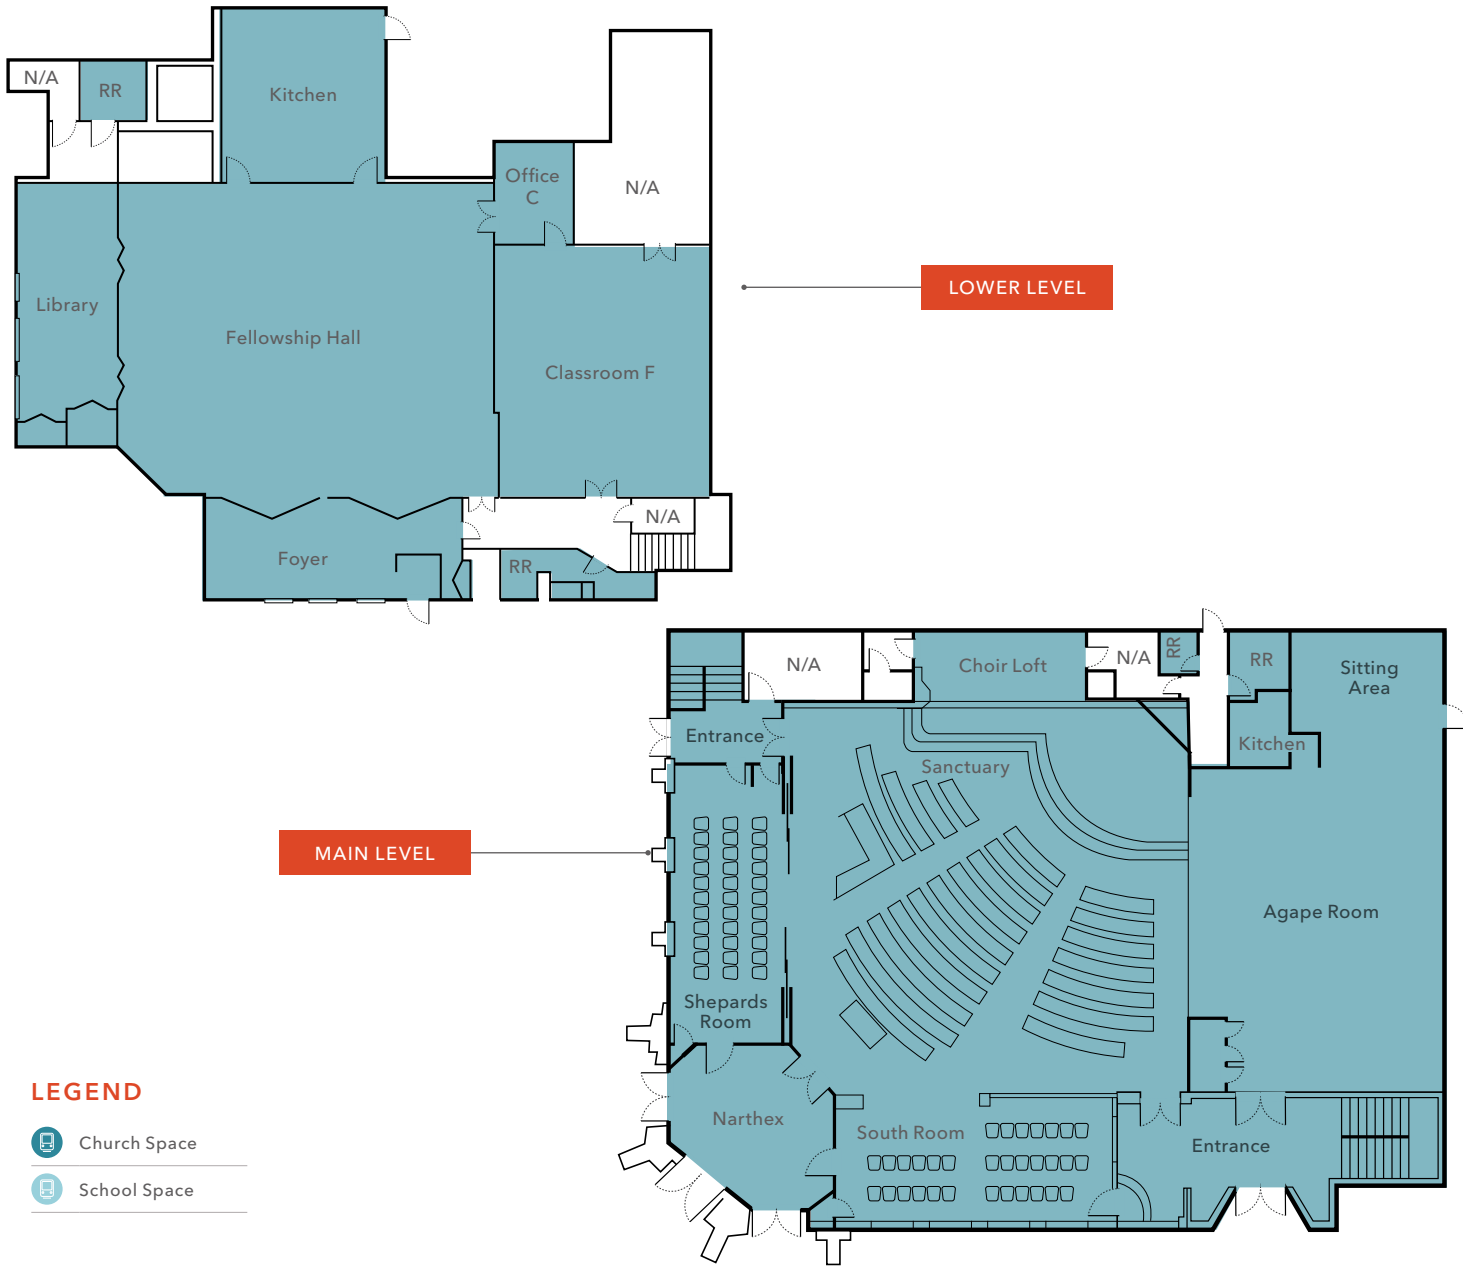 N/A
RR
Kitchen
Office
C
N/A
LOWER LEVEL
Library
Fellowship Hall
Classroom F
N/A
Foyer
RR
N/A
Choir Loft
N/A
RR
RR
Sitting
Area
Entrance
Kitchen
Sanctuary
MAIN LEVEL
Agape Room
Shepards
Room
LEGEND
Narthex
South Room
Entrance
Church Space
School Space